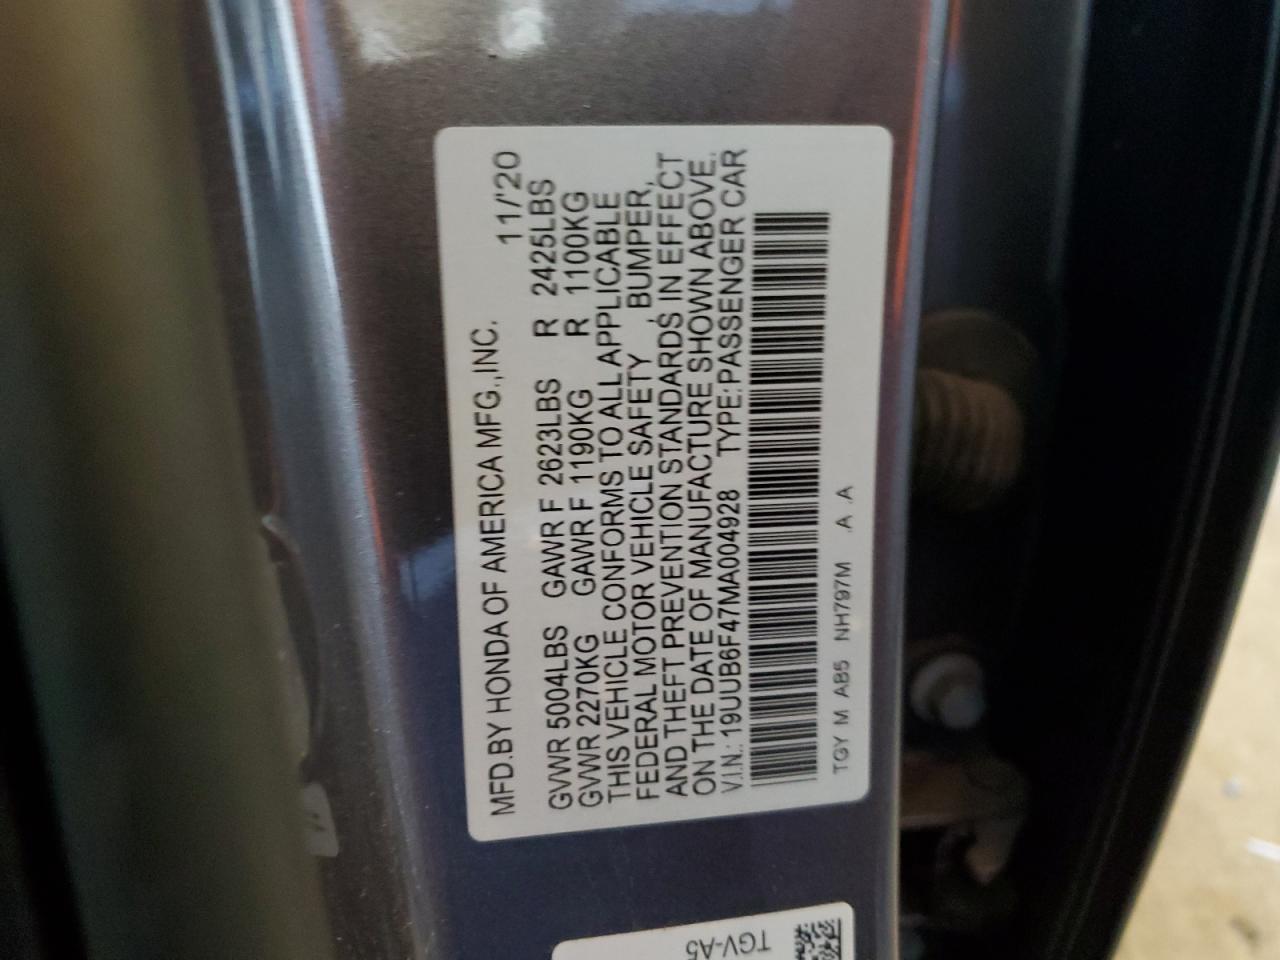 MFD.BY HONDA OF AMERICA MFG.,INC. 11/'20
GVWR 5004LBS GAWR F 2623LBS R 2425LBS
GVWR 2270KG GAWR F 1190KG R 1100KG
THIS VEHICLE CONFORMS TO ALL APPLICABLE
FEDERAL MOTOR VEHICLE SAFETY , BUMPER,
AND THEFT PREVENTION STANDARDS IN EFFECT
ON THE DATE OF MANUFACTURE SHOWN ABOVE.
V.I.N.: 19UUB6F47MA004928 TYPE:PASSENGER CAR
TGY M AB5 NH797M .A .A
TGV-A5